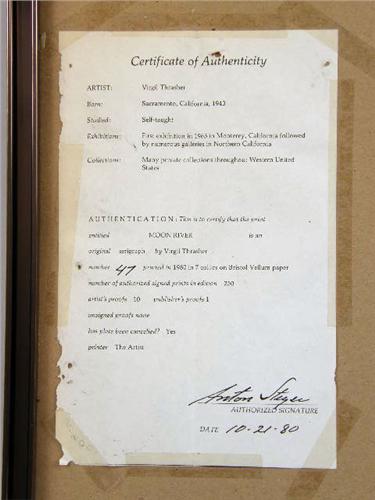 Certificate of Authenticity
ARTIST: Virgil Thrasher
Born: Sacramento, California, 1943
Studied: Self-taught
Exhibitions: First exhibition in 1965 in Monterey, California followed
by numerous galleries in Northern California
Collections: Many private collections throughout Western United
States
AUTHENTICATION: This is to certify that the print
entitled MOON RIVER is an
original serigraph by Virgil Thrasher
number 47 printed in 1980 in 7 colors on Bristol Vellum paper
number of authorized signed prints in edition 250
artist's proofs 10 publisher's proofs 1
unsigned proofs none
has plate been cancelled? Yes
printer The Artist
Anton Steyer
AUTHORIZED SIGNATURE
DATE 10-21-80